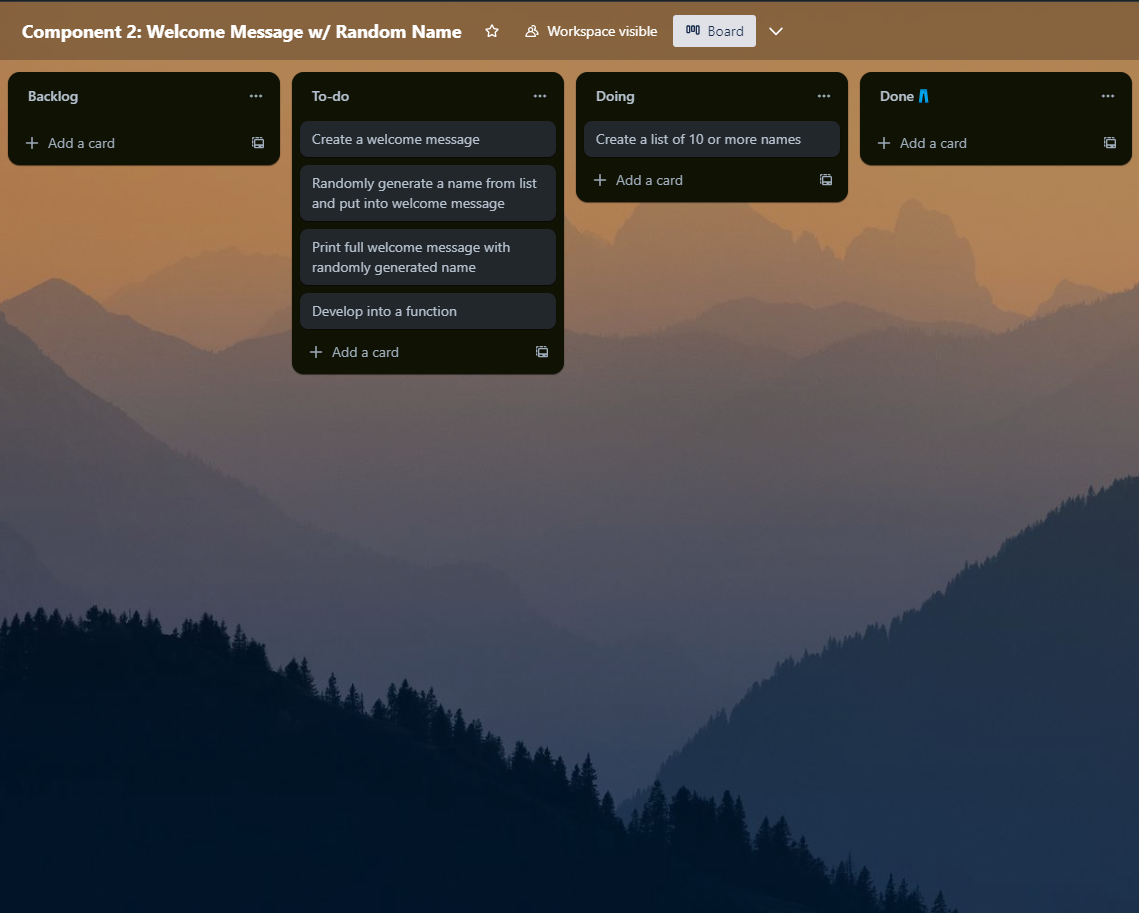 Component 2: Welcome Message w/ Random Name
Workspace visible
Board
Backlog
Add a card
To-do
Create a welcome message
Randomly generate a name from list
and put into welcome message
Print full welcome message with
randomly generated name
Develop into a function
Add a card
Doing
Create a list of 10 or more names
Add a card
Done 👖
Add a card